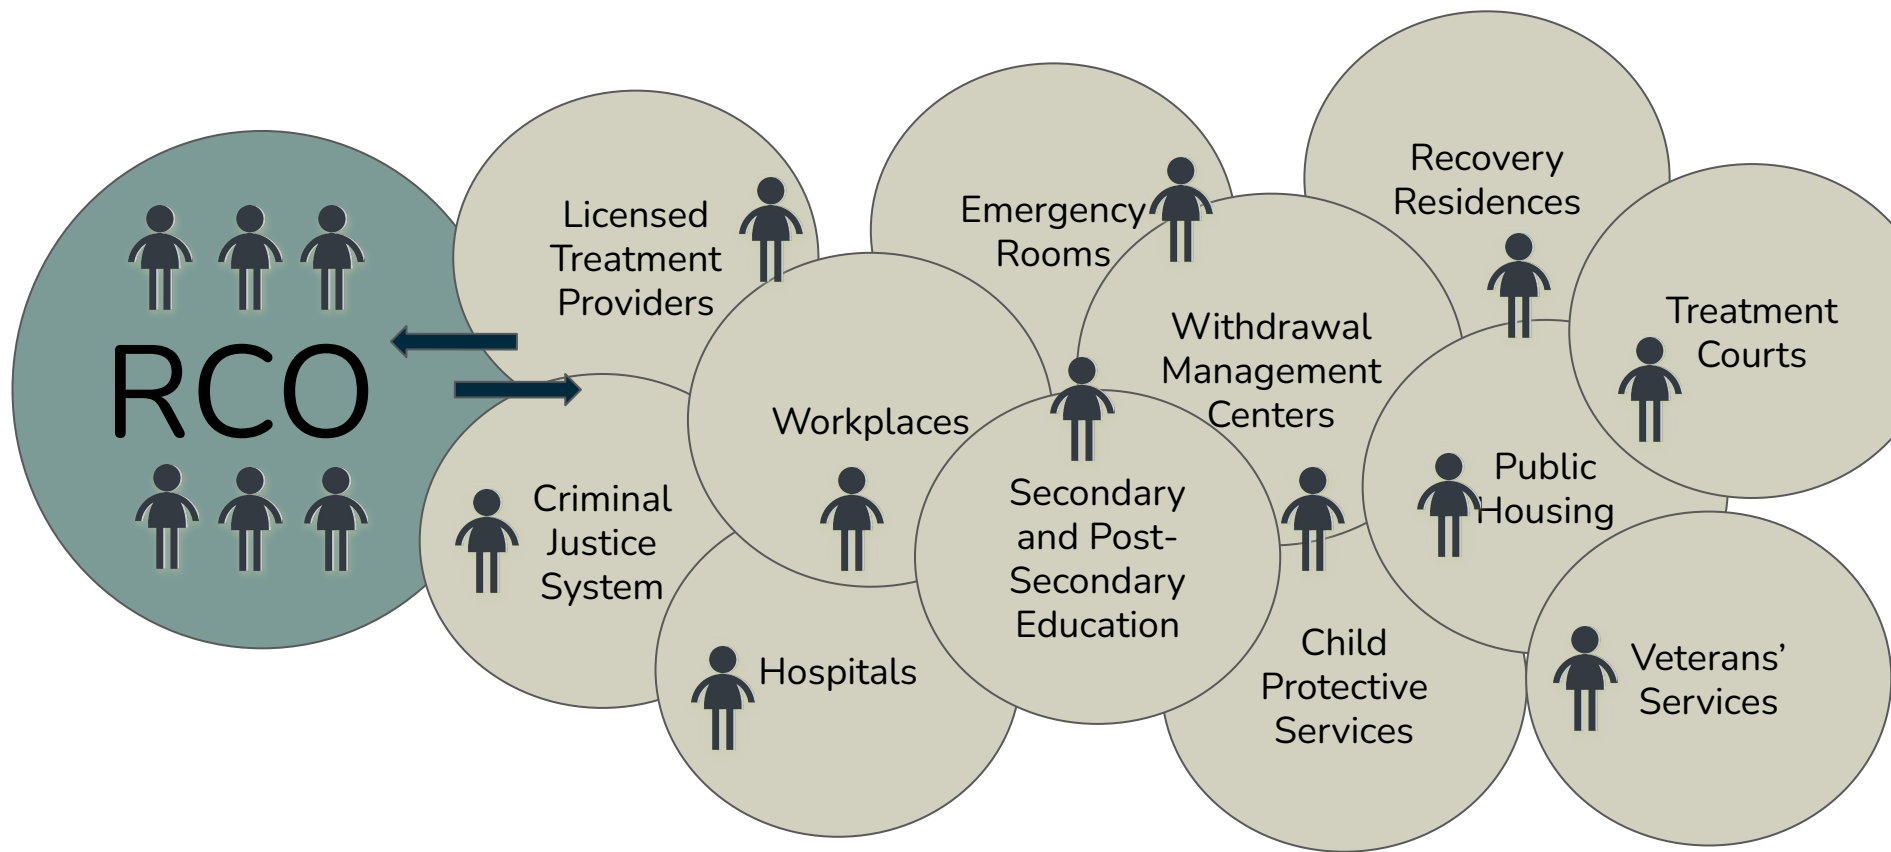 RCO
Licensed
Treatment
Providers
Criminal
Justice
System
Workplaces
Hospitals
Emergency
Rooms
Withdrawal
Management
Centers
Secondary
and Post-
Secondary
Education
Recovery
Residences
Treatment
Courts
Public
Housing
Child
Protective
Services
Veterans’
Services